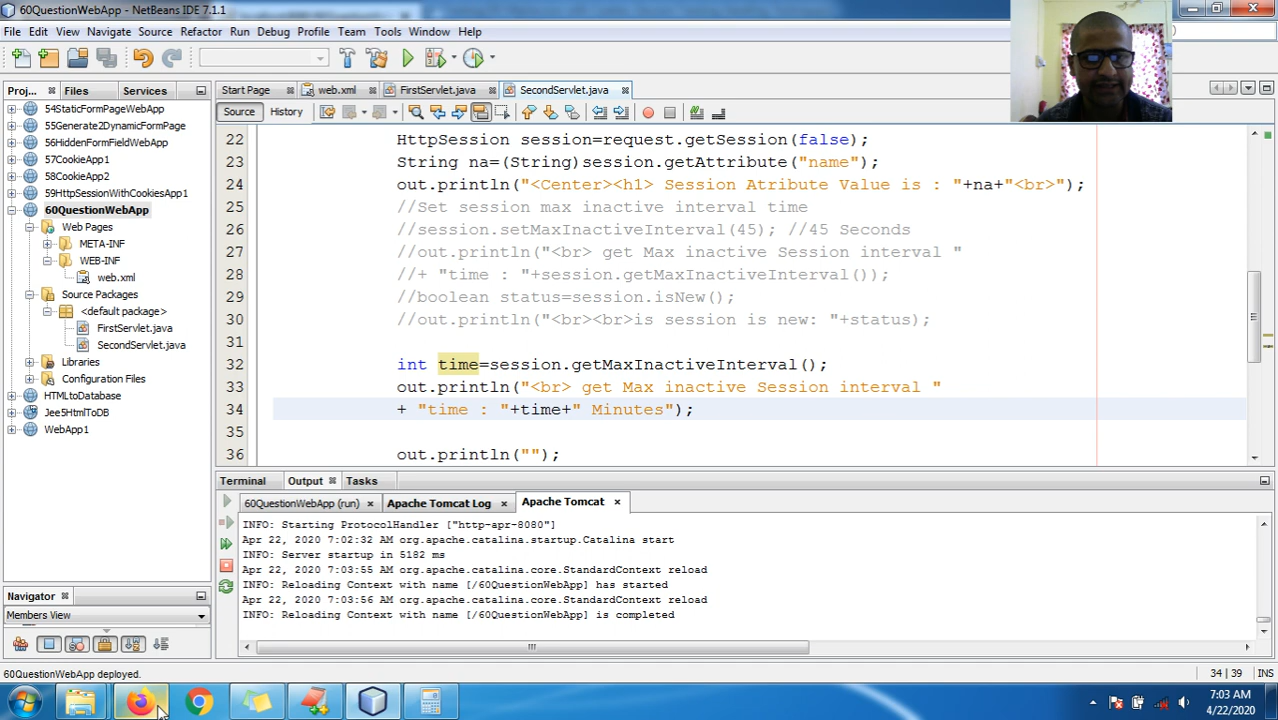 60QuestionWebApp - NetBeans IDE 7.1.1
File Edit View Navigate Source Refactor Run Debug Profile Team Tools Window Help
Proj... Files Services
Start Page web.xml FirstServlet.java SecondServlet.java
Source History
54StaticFormPageWebApp
55Generate2DynamicFormPage
56HiddenFormFieldWebApp
57CookieApp1
58CookieApp2
59HttpSessionWithCookiesApp1
60QuestionWebApp
Web Pages
META-INF
WEB-INF
web.xml
Source Packages
<default package>
FirstServlet.java
SecondServlet.java
Libraries
Configuration Files
HTMLtoDatabase
Jee5HtmlToDB
WebApp1
22 HttpSession session=request.getSession(false);
23 String na=(String)session.getAttribute("name");
24 out.println("<Center><h1> Session Atribute Value is : "+na+"<br>");
25 //Set session max inactive interval time
26 //session.setMaxInactiveInterval(45); //45 Seconds
27 //out.println("<br> get Max inactive Session interval "
28 //+ "time : "+session.getMaxInactiveInterval());
29 //boolean status=session.isNew();
30 //out.println("<br><br>is session is new: "+status);
31
32 int time=session.getMaxInactiveInterval();
33 out.println("<br> get Max inactive Session interval "
34 + "time : "+time+" Minutes");
35
36 out.println("");
Terminal Output Tasks
60QuestionWebApp (run) Apache Tomcat Log Apache Tomcat
INFO: Starting ProtocolHandler ["http-apr-8080"]
Apr 22, 2020 7:02:32 AM org.apache.catalina.startup.Catalina start
INFO: Server startup in 5182 ms
Apr 22, 2020 7:03:55 AM org.apache.catalina.core.StandardContext reload
INFO: Reloading Context with name [/60QuestionWebApp] has started
Apr 22, 2020 7:03:56 AM org.apache.catalina.core.StandardContext reload
INFO: Reloading Context with name [/60QuestionWebApp] is completed
Navigator
Members View
60QuestionWebApp deployed.
34 | 39 INS
7:03 AM
4/22/2020